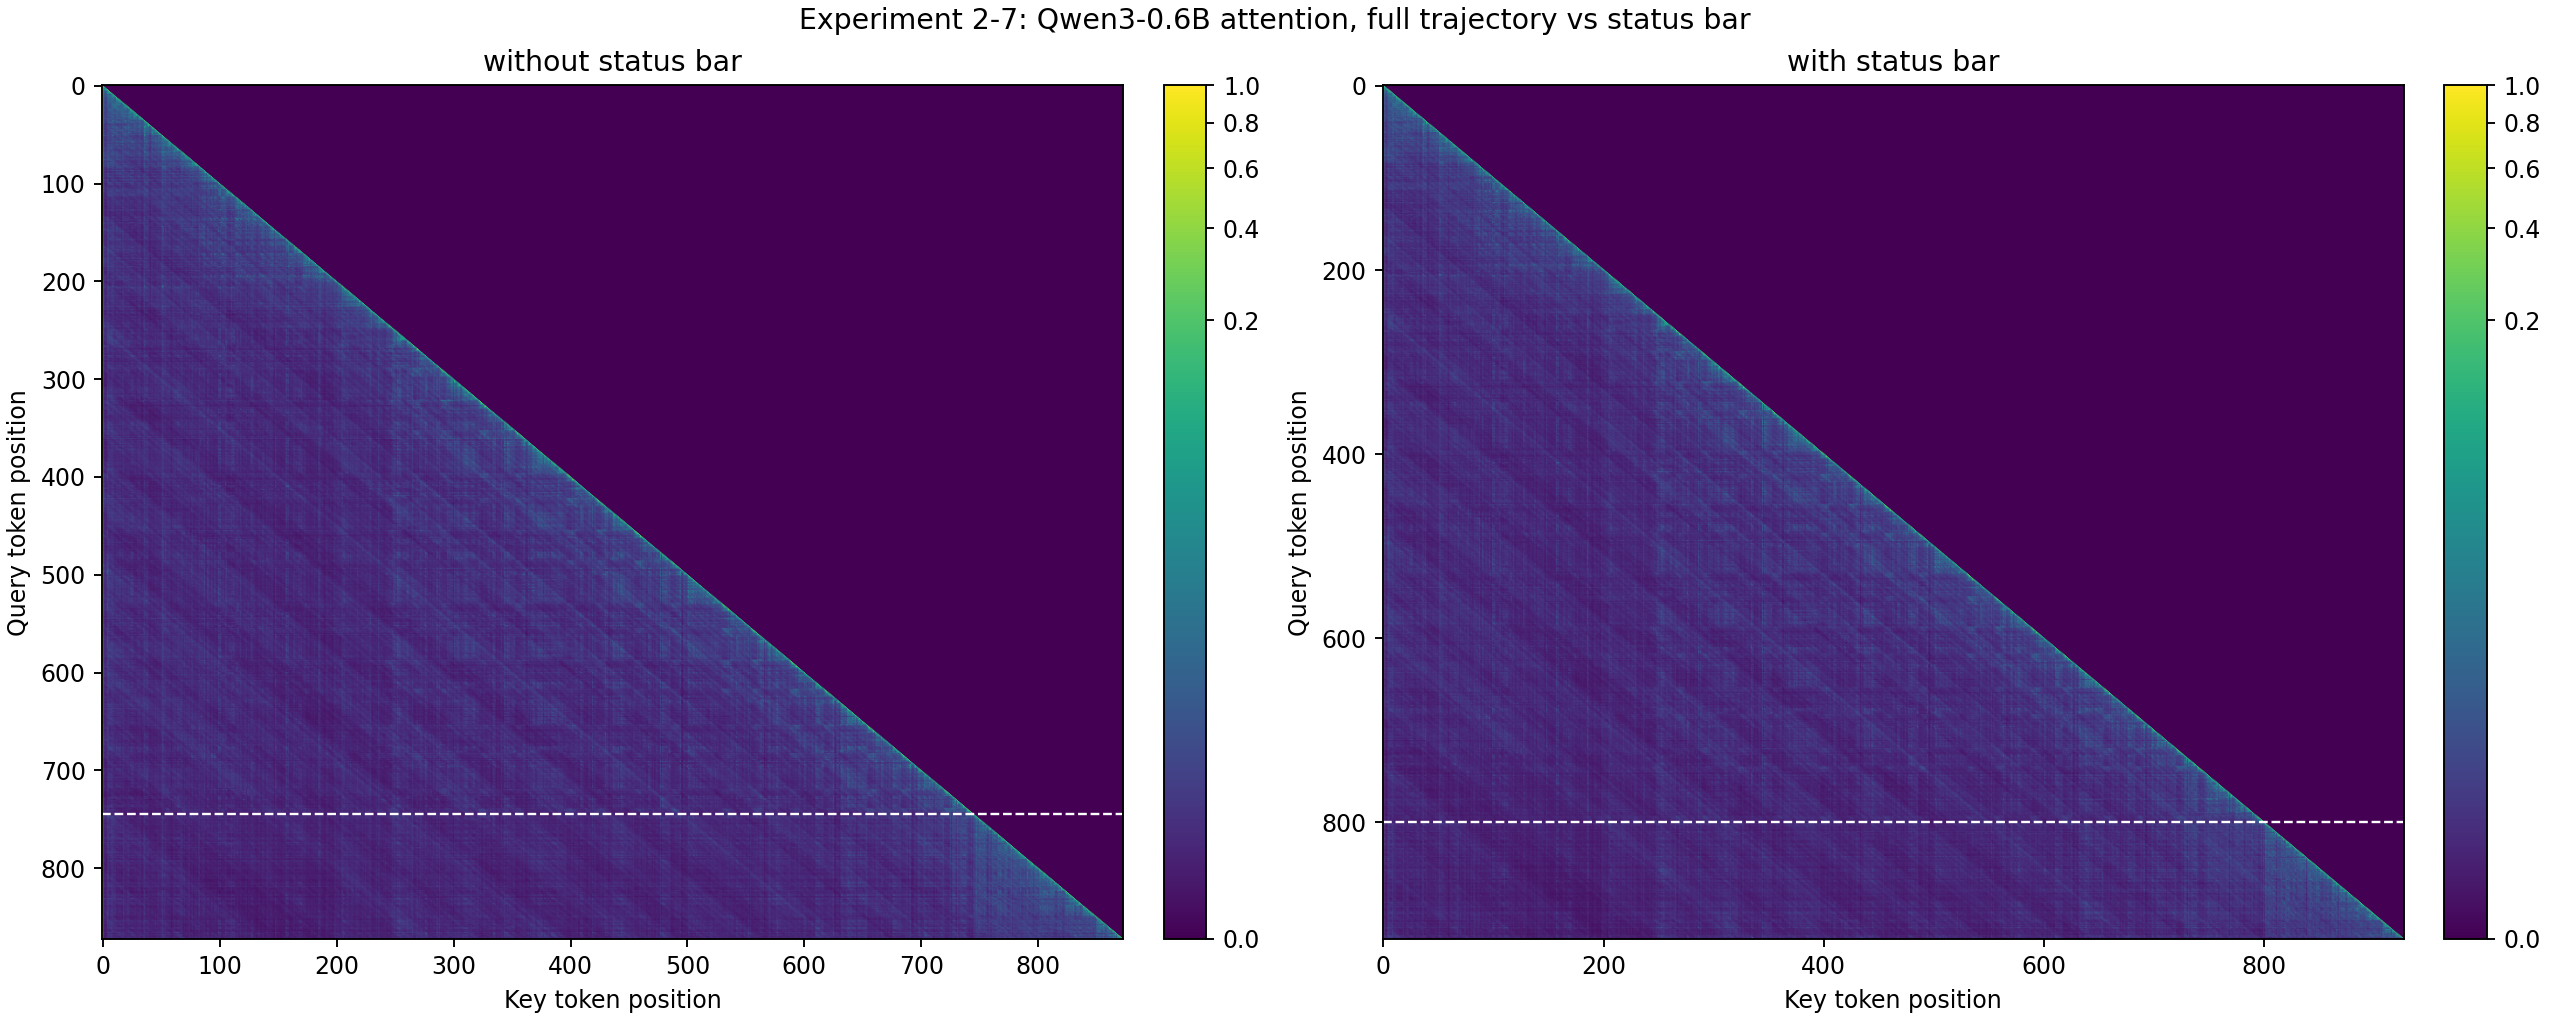 Experiment 2-7: Qwen3-0.6B attention, full trajectory vs status bar
without status bar
0
100
200
300
400
500
600
700
800
Query token position
0 100 200 300 400 500 600 700 800
Key token position
1.0
0.8
0.6
0.4
0.2
0.0
with status bar
0
200
400
600
800
Query token position
0 200 400 600 800
Key token position
1.0
0.8
0.6
0.4
0.2
0.0